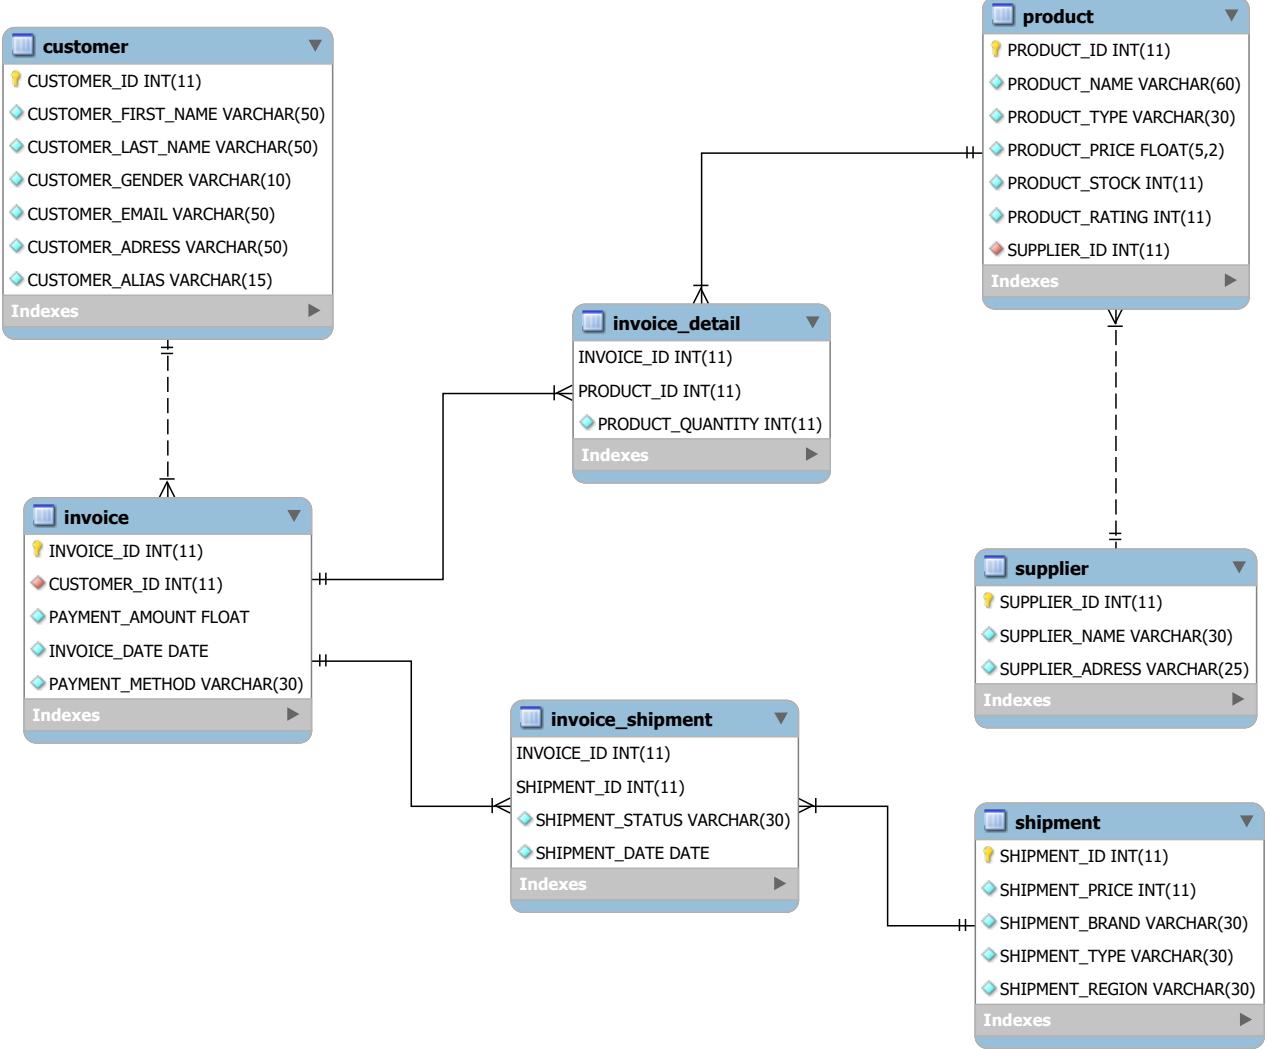 customer
CUSTOMER_ID INT(11)
CUSTOMER_FIRST_NAME VARCHAR(50)
CUSTOMER_LAST_NAME VARCHAR(50)
CUSTOMER_GENDER VARCHAR(10)
CUSTOMER_EMAIL VARCHAR(50)
CUSTOMER_ADRESS VARCHAR(50)
CUSTOMER_ALIAS VARCHAR(15)
Indexes
product
PRODUCT_ID INT(11)
PRODUCT_NAME VARCHAR(60)
PRODUCT_TYPE VARCHAR(30)
PRODUCT_PRICE FLOAT(5,2)
PRODUCT_STOCK INT(11)
PRODUCT_RATING INT(11)
SUPPLIER_ID INT(11)
Indexes
invoice_detail
INVOICE_ID INT(11)
PRODUCT_ID INT(11)
PRODUCT_QUANTITY INT(11)
Indexes
invoice
INVOICE_ID INT(11)
CUSTOMER_ID INT(11)
PAYMENT_AMOUNT FLOAT
INVOICE_DATE DATE
PAYMENT_METHOD VARCHAR(30)
Indexes
supplier
SUPPLIER_ID INT(11)
SUPPLIER_NAME VARCHAR(30)
SUPPLIER_ADRESS VARCHAR(25)
Indexes
invoice_shipment
INVOICE_ID INT(11)
SHIPMENT_ID INT(11)
SHIPMENT_STATUS VARCHAR(30)
SHIPMENT_DATE DATE
Indexes
shipment
SHIPMENT_ID INT(11)
SHIPMENT_PRICE INT(11)
SHIPMENT_BRAND VARCHAR(30)
SHIPMENT_TYPE VARCHAR(30)
SHIPMENT_REGION VARCHAR(30)
Indexes